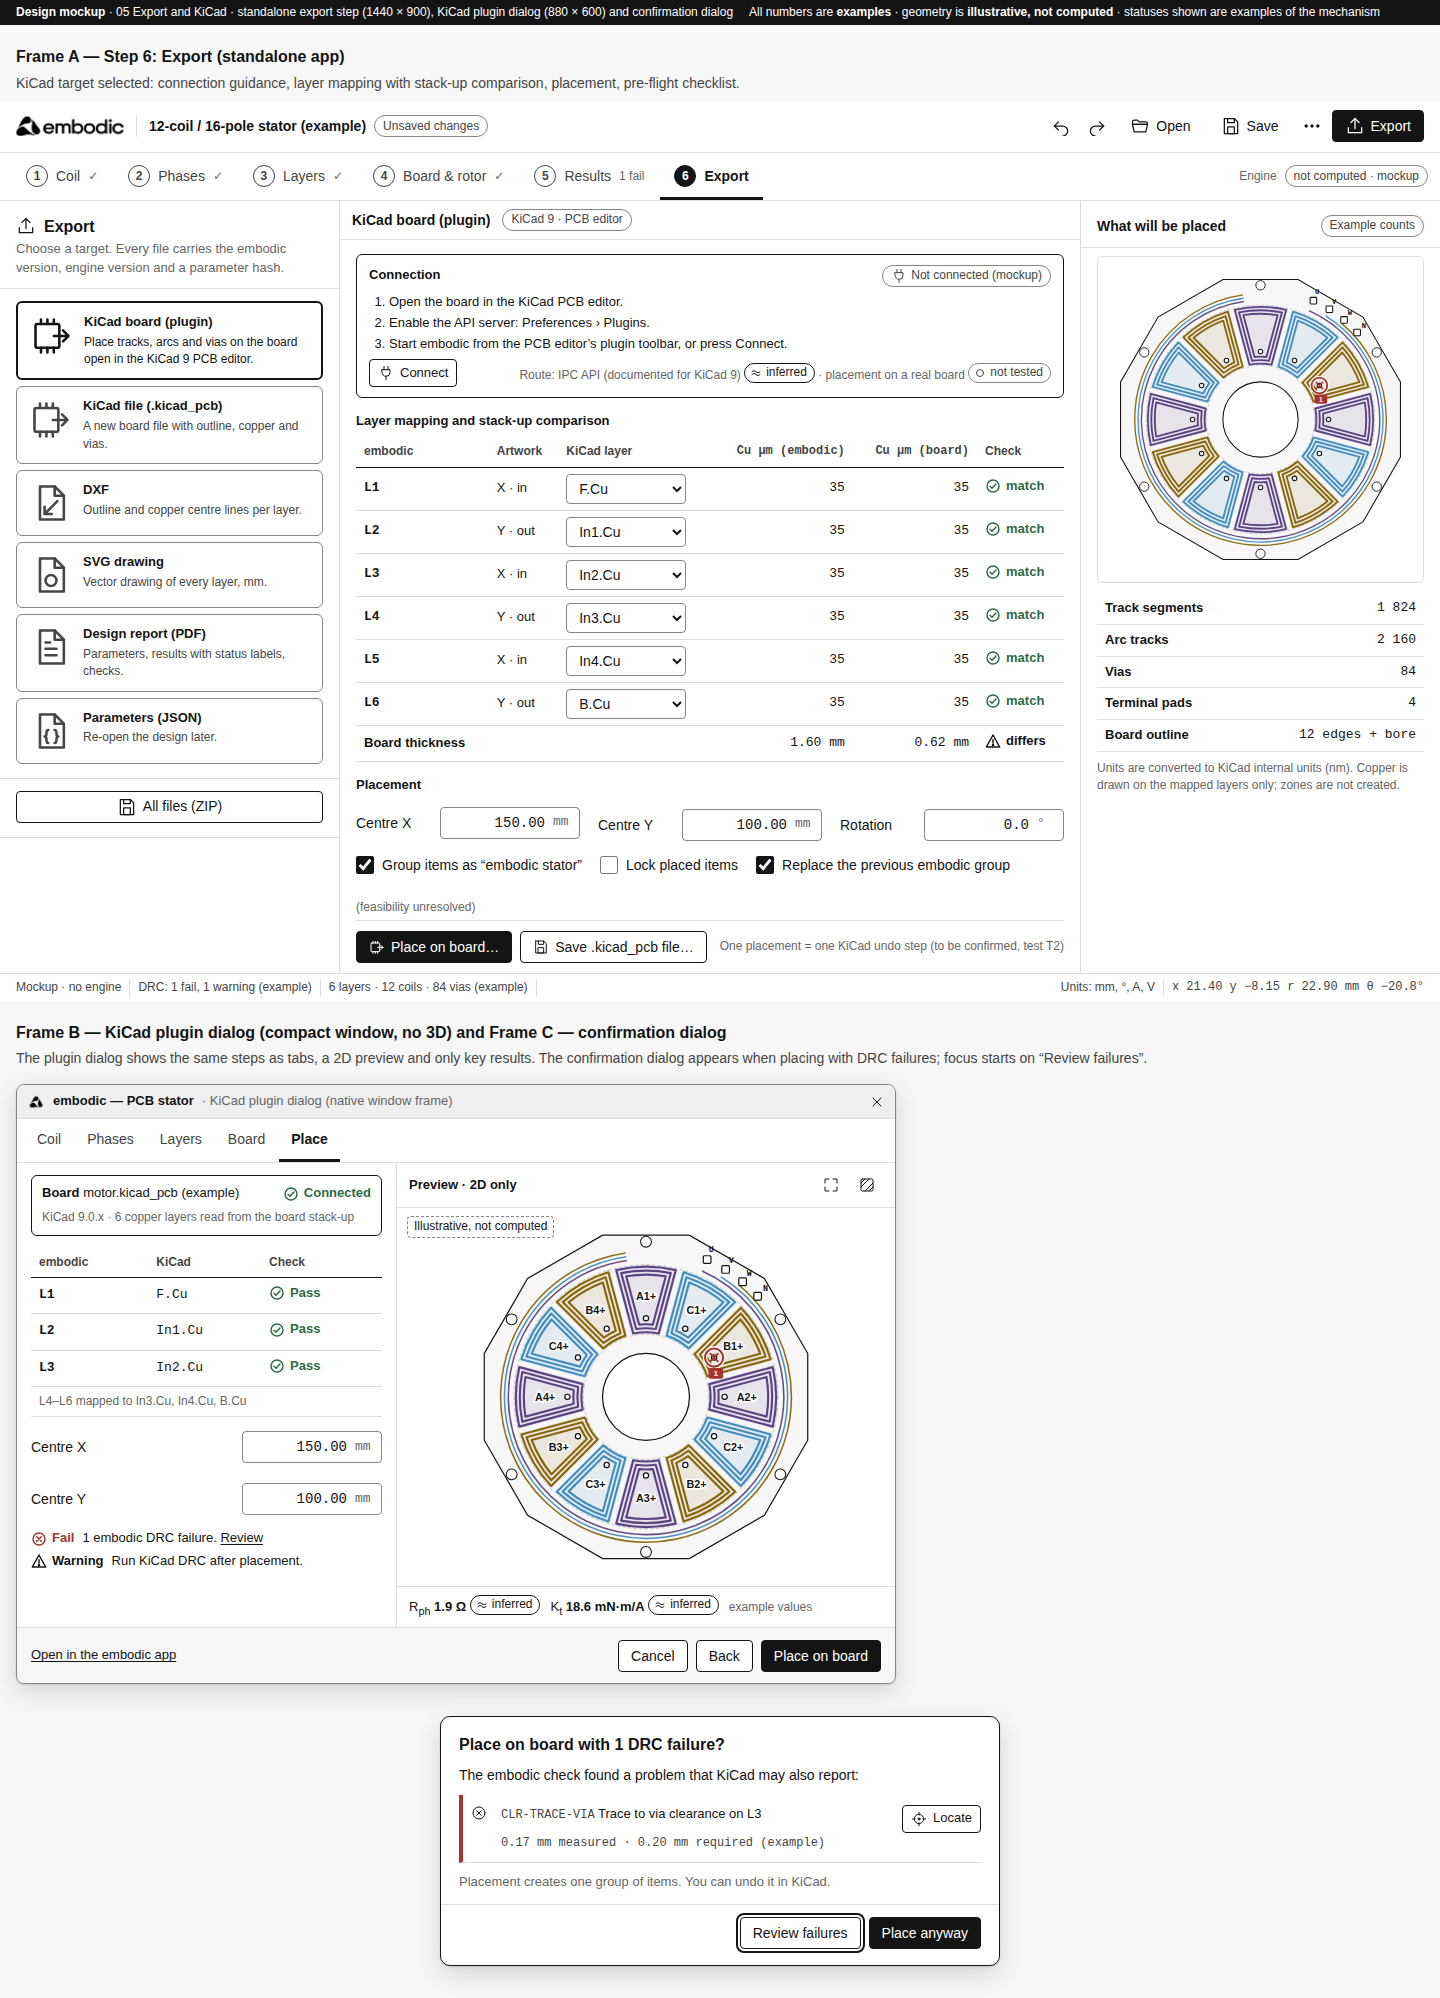 Design mockup · 05 Export and KiCad · standalone export step (1440 × 900), KiCad plugin dialog (880 × 600) and confirmation dialog All numbers are examples · geometry is illustrative, not computed · statuses shown are examples of the mechanism
Frame A — Step 6: Export (standalone app)
KiCad target selected: connection guidance, layer mapping with stack-up comparison, placement, pre-flight checklist.
embodic 12-coil / 16-pole stator (example) Unsaved changes Open Save Export
1 Coil ✓ 2 Phases ✓ 3 Layers ✓ 4 Board & rotor ✓ 5 Results 1 fail 6 Export Engine not computed · mockup
Export
Choose a target. Every file carries the embodic
version, engine version and a parameter hash.
KiCad board (plugin)
Place tracks, arcs and vias on the board
open in the KiCad 9 PCB editor.
KiCad file (.kicad_pcb)
A new board file with outline, copper and
vias.
DXF
Outline and copper centre lines per layer.
SVG drawing
Vector drawing of every layer, mm.
Design report (PDF)
Parameters, results with status labels,
checks.
Parameters (JSON)
Re-open the design later.
All files (ZIP)
KiCad board (plugin) KiCad 9 · PCB editor
Connection Not connected (mockup)
1. Open the board in the KiCad PCB editor.
2. Enable the API server: Preferences › Plugins.
3. Start embodic from the PCB editor’s plugin toolbar, or press Connect.
Connect Route: IPC API (documented for KiCad 9) ≈ inferred · placement on a real board not tested
Layer mapping and stack-up comparison
embodic Artwork KiCad layer Cu µm (embodic) Cu µm (board) Check
L1 X · in F.Cu 35 35 match
L2 Y · out In1.Cu 35 35 match
L3 X · in In2.Cu 35 35 match
L4 Y · out In3.Cu 35 35 match
L5 X · in In4.Cu 35 35 match
L6 Y · out B.Cu 35 35 match
Board thickness 1.60 mm 0.62 mm differs
Placement
Centre X 150.00 mm Centre Y 100.00 mm Rotation 0.0 °
Group items as “embodic stator” Lock placed items Replace the previous embodic group
(feasibility unresolved)
Place on board… Save .kicad_pcb file… One placement = one KiCad undo step (to be confirmed, test T2)
What will be placed Example counts
U
V
W
N
1
Track segments 1 824
Arc tracks 2 160
Vias 84
Terminal pads 4
Board outline 12 edges + bore
Units are converted to KiCad internal units (nm). Copper is
drawn on the mapped layers only; zones are not created.
Mockup · no engine DRC: 1 fail, 1 warning (example) 6 layers · 12 coils · 84 vias (example) Units: mm, °, A, V x 21.40 y −8.15 r 22.90 mm θ −20.8°
Frame B — KiCad plugin dialog (compact window, no 3D) and Frame C — confirmation dialog
The plugin dialog shows the same steps as tabs, a 2D preview and only key results. The confirmation dialog appears when placing with DRC failures; focus starts on “Review failures”.
embodic — PCB stator · KiCad plugin dialog (native window frame)
Coil Phases Layers Board Place
Board motor.kicad_pcb (example) Connected
KiCad 9.0.x · 6 copper layers read from the board stack-up
embodic KiCad Check
L1 F.Cu Pass
L2 In1.Cu Pass
L3 In2.Cu Pass
L4–L6 mapped to In3.Cu, In4.Cu, B.Cu
Centre X 150.00 mm
Centre Y 100.00 mm
Fail 1 embodic DRC failure. Review
Warning Run KiCad DRC after placement.
Preview · 2D only
Illustrative, not computed
U
V
W
N
A1+
B4+ C1+
C4+ B1+
1
A4+ A2+
B3+ C2+
C3+ B2+
A3+
Rph 1.9 Ω ≈ inferred Kt 18.6 mN·m/A ≈ inferred example values
Open in the embodic app Cancel Back Place on board
Place on board with 1 DRC failure?
The embodic check found a problem that KiCad may also report:
CLR-TRACE-VIA Trace to via clearance on L3 Locate
0.17 mm measured · 0.20 mm required (example)
Placement creates one group of items. You can undo it in KiCad.
Review failures Place anyway